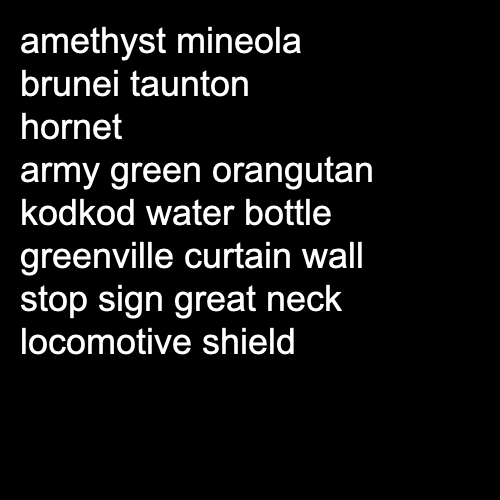 amethyst mineola
brunei taunton
hornet
army green orangutan
kodkod water bottle
greenville curtain wall
stop sign great neck
locomotive shield